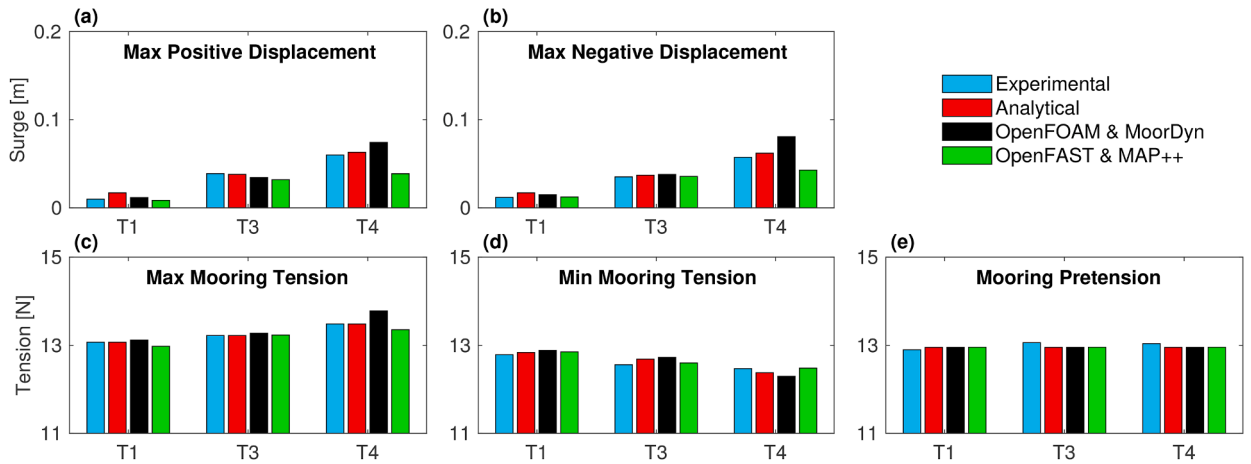 (a)
Max Positive Displacement
0.2
0.1
0
Surge [m]
T1 T3 T4
(b)
Max Negative Displacement
0.2
0.1
0
T1 T3 T4
Experimental
Analytical
OpenFOAM & MoorDyn
OpenFAST & MAP++
(c)
Max Mooring Tension
15
13
11
Tension [N]
T1 T3 T4
(d)
Min Mooring Tension
15
13
11
T1 T3 T4
(e)
Mooring Pretension
15
13
11
T1 T3 T4